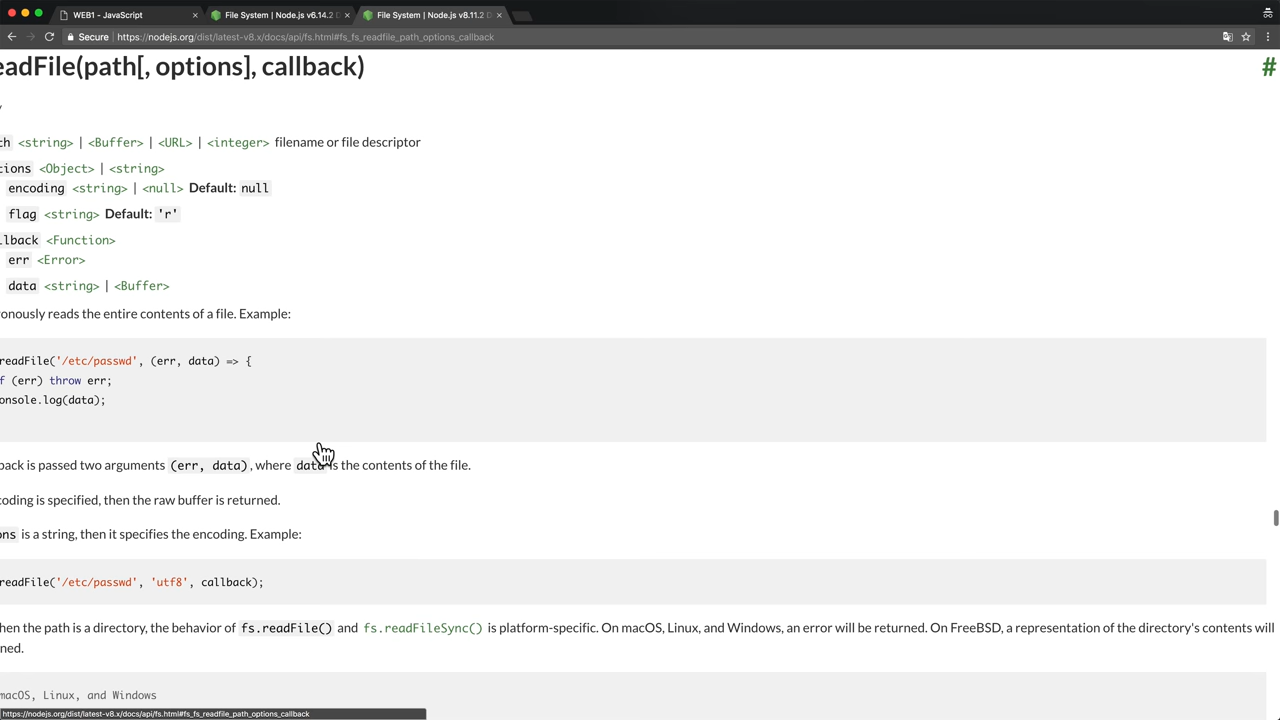 WEB1 - JavaScript
File System | Node.js v6.14.2 D
File System | Node.js v8.11.2
Secure https://nodejs.org/dist/latest-v8.x/docs/api/fs.html#fs_fs_readfile_path_options_callback
eadFile(path[, options], callback)
#
th <string> | <Buffer> | <URL> | <integer> filename or file descriptor
tions <Object> | <string>
encoding <string> | <null> Default: null
flag <string> Default: 'r'
llback <Function>
err <Error>
data <string> | <Buffer>
ronously reads the entire contents of a file. Example:
readFile('/etc/passwd', (err, data) => {
f (err) throw err;
onsole.log(data);
back is passed two arguments (err, data), where data is the contents of the file.
coding is specified, then the raw buffer is returned.
ons is a string, then it specifies the encoding. Example:
readFile('/etc/passwd', 'utf8', callback);
hen the path is a directory, the behavior of fs.readFile() and fs.readFileSync() is platform-specific. On macOS, Linux, and Windows, an error will be returned. On FreeBSD, a representation of the directory's contents will
ned.
macOS, Linux, and Windows
https://nodejs.org/dist/latest-v8.x/docs/api/fs.html#fs_fs_readfile_path_options_callback